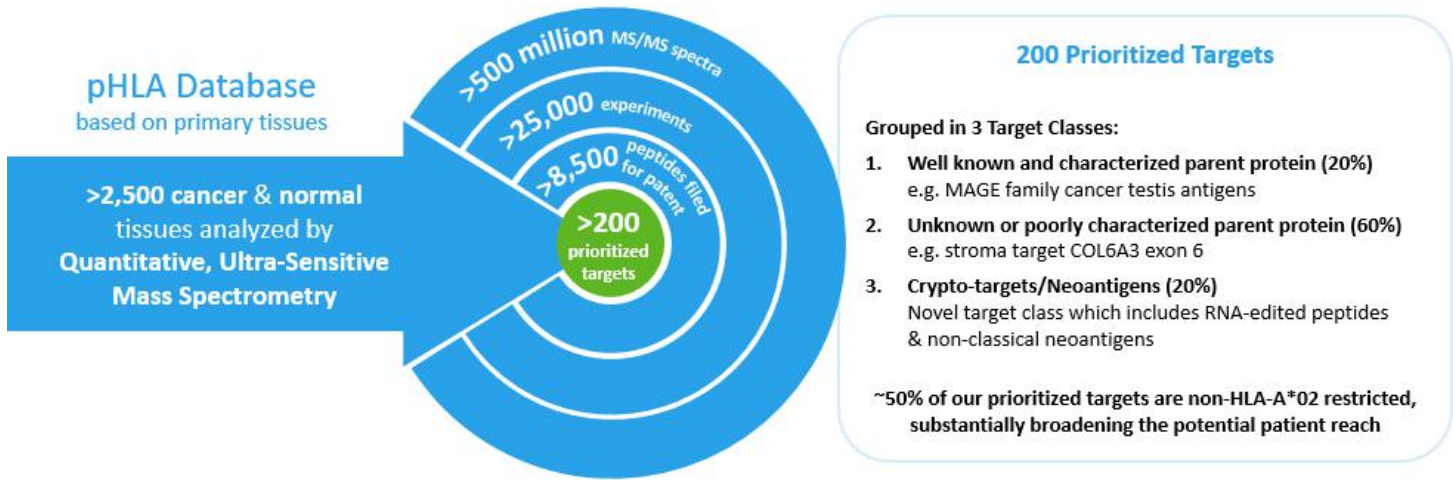 pHLA Database
based on primary tissues
>2,500 cancer & normal
tissues analyzed by
Quantitative, Ultra-Sensitive
Mass Spectrometry
>500 million MS/MS spectra
>25,000 experiments
>8,500 peptides filed
for patent
>200
prioritized
targets
200 Prioritized Targets
Grouped in 3 Target Classes:
1. Well known and characterized parent protein (20%)
e.g. MAGE family cancer testis antigens
2. Unknown or poorly characterized parent protein (60%)
e.g. stroma target COL6A3 exon 6
3. Crypto-targets/Neoantigens (20%)
Novel target class which includes RNA-edited peptides
& non-classical neoantigens
~50% of our prioritized targets are non-HLA-A*02 restricted,
substantially broadening the potential patient reach